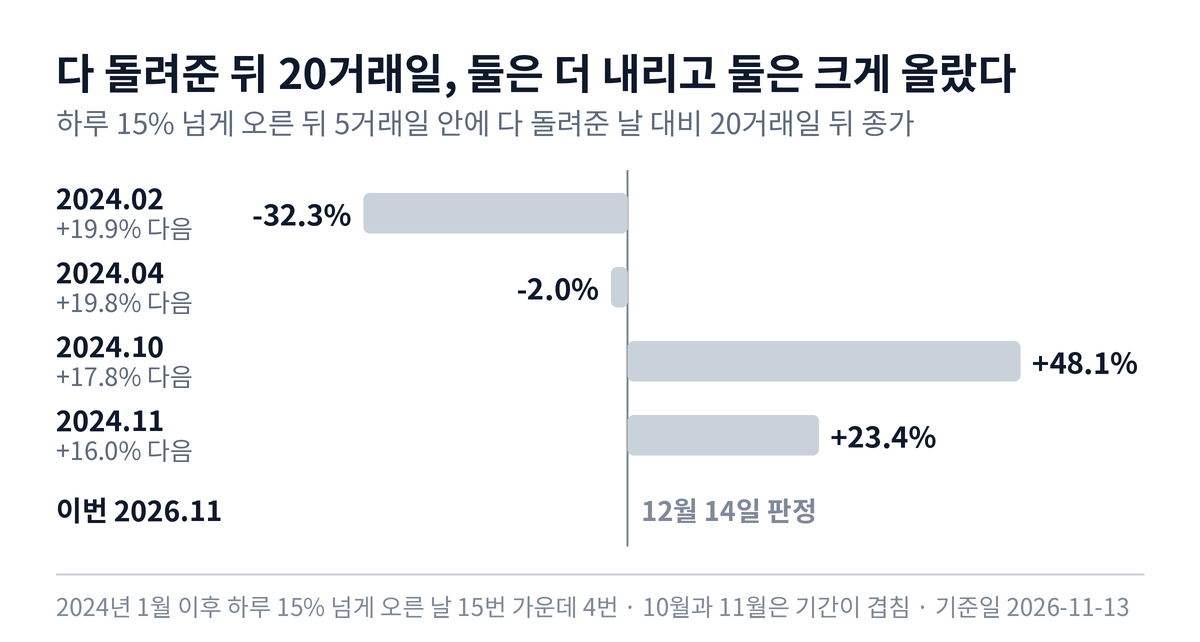 다 돌려준 뒤 20거래일, 둘은 더 내리고 둘은 크게 올랐다
하루 15% 넘게 오른 뒤 5거래일 안에 다 돌려준 날 대비 20거래일 뒤 종가
2024.02
+19.9% 다음
-32.3%
2024.04
+19.8% 다음
-2.0%
2024.10
+17.8% 다음
+48.1%
2024.11
+16.0% 다음
+23.4%
이번 2026.11
12월 14일 판정
2024년 1월 이후 하루 15% 넘게 오른 날 15번 가운데 4번 · 10월과 11월은 기간이 겹침 · 기준일 2026-11-13